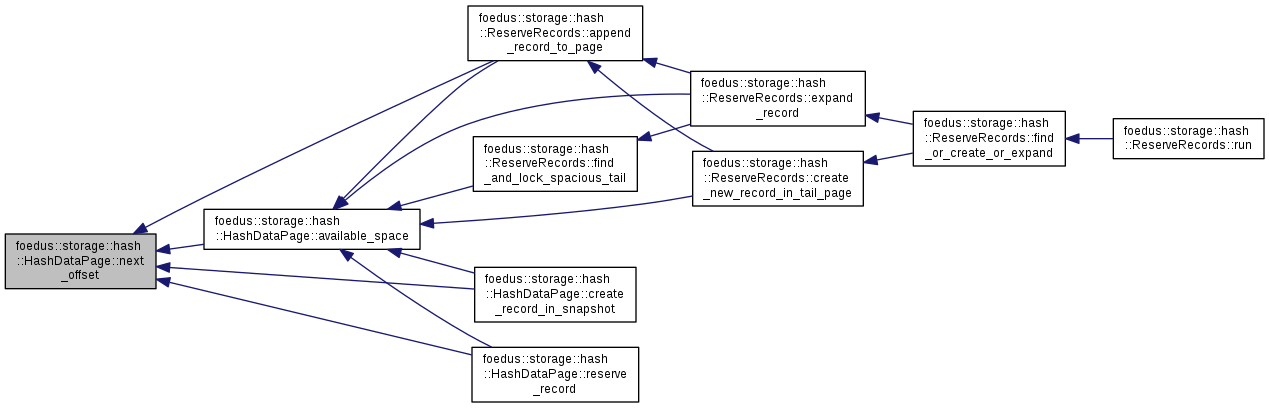 foedus::storage::hash
::HashDataPage::next
_offset
foedus::storage::hash
::HashDataPage::available_space
foedus::storage::hash
::ReserveRecords::append
_record_to_page
foedus::storage::hash
::ReserveRecords::find
_and_lock_spacious_tail
foedus::storage::hash
::HashDataPage::create
_record_in_snapshot
foedus::storage::hash
::HashDataPage::reserve
_record
foedus::storage::hash
::ReserveRecords::expand
_record
foedus::storage::hash
::ReserveRecords::create
_new_record_in_tail_page
foedus::storage::hash
::ReserveRecords::find
_or_create_or_expand
foedus::storage::hash
::ReserveRecords::run